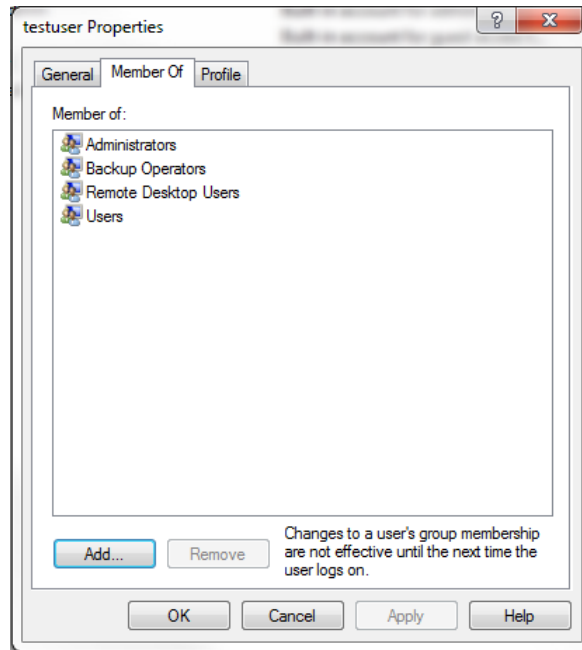 testuser Properties
General Member Of Profile
Member of:
Administrators
Backup Operators
Remote Desktop Users
Users
Changes to a user's group membership
are not effective until the next time the
user logs on.
Add... Remove
OK Cancel Apply Help